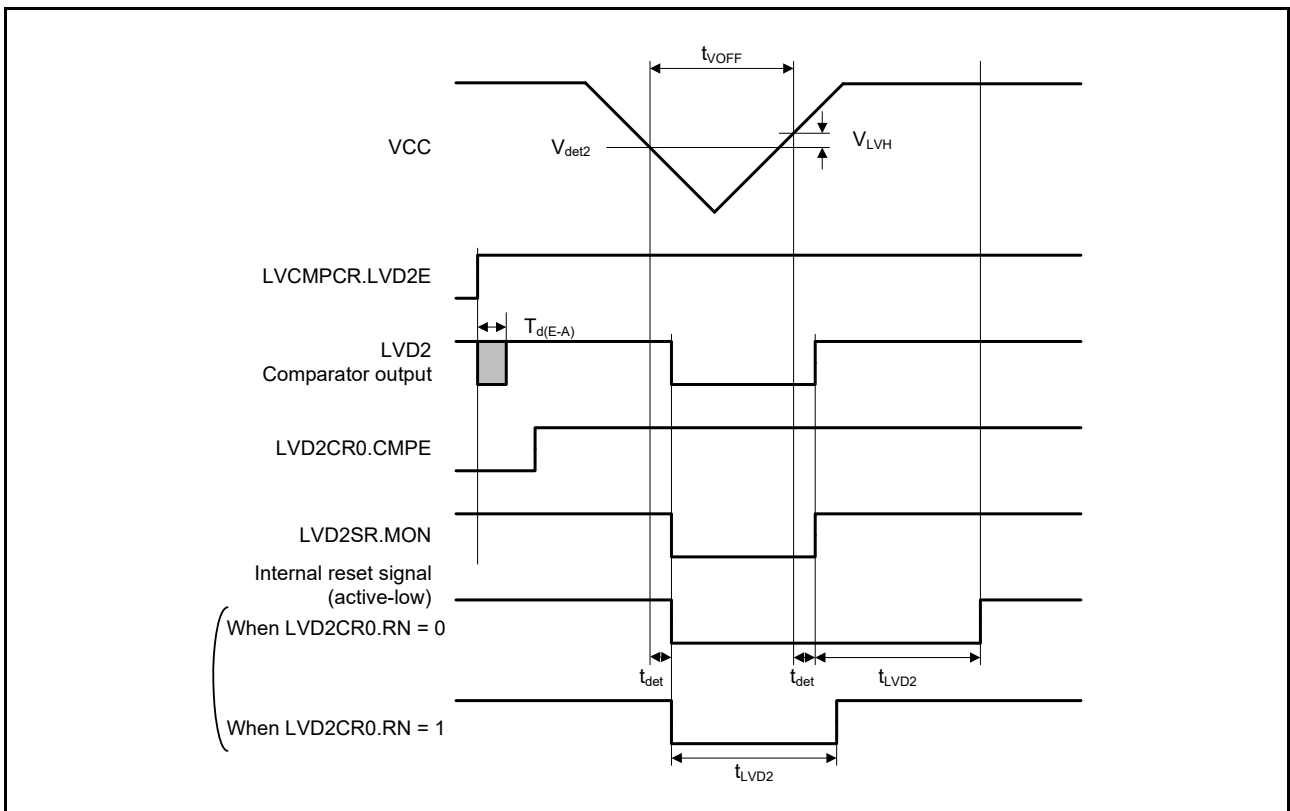 tVOFF
VCC
Vdet2
VLVH
LVCMPCR.LVD2E
Td(E-A)
LVD2
Comparator output
LVD2CR0.CMPE
LVD2SR.MON
Internal reset signal
(active-low)
When LVD2CR0.RN = 0
tdet
tdet
tLVD2
When LVD2CR0.RN = 1
tLVD2